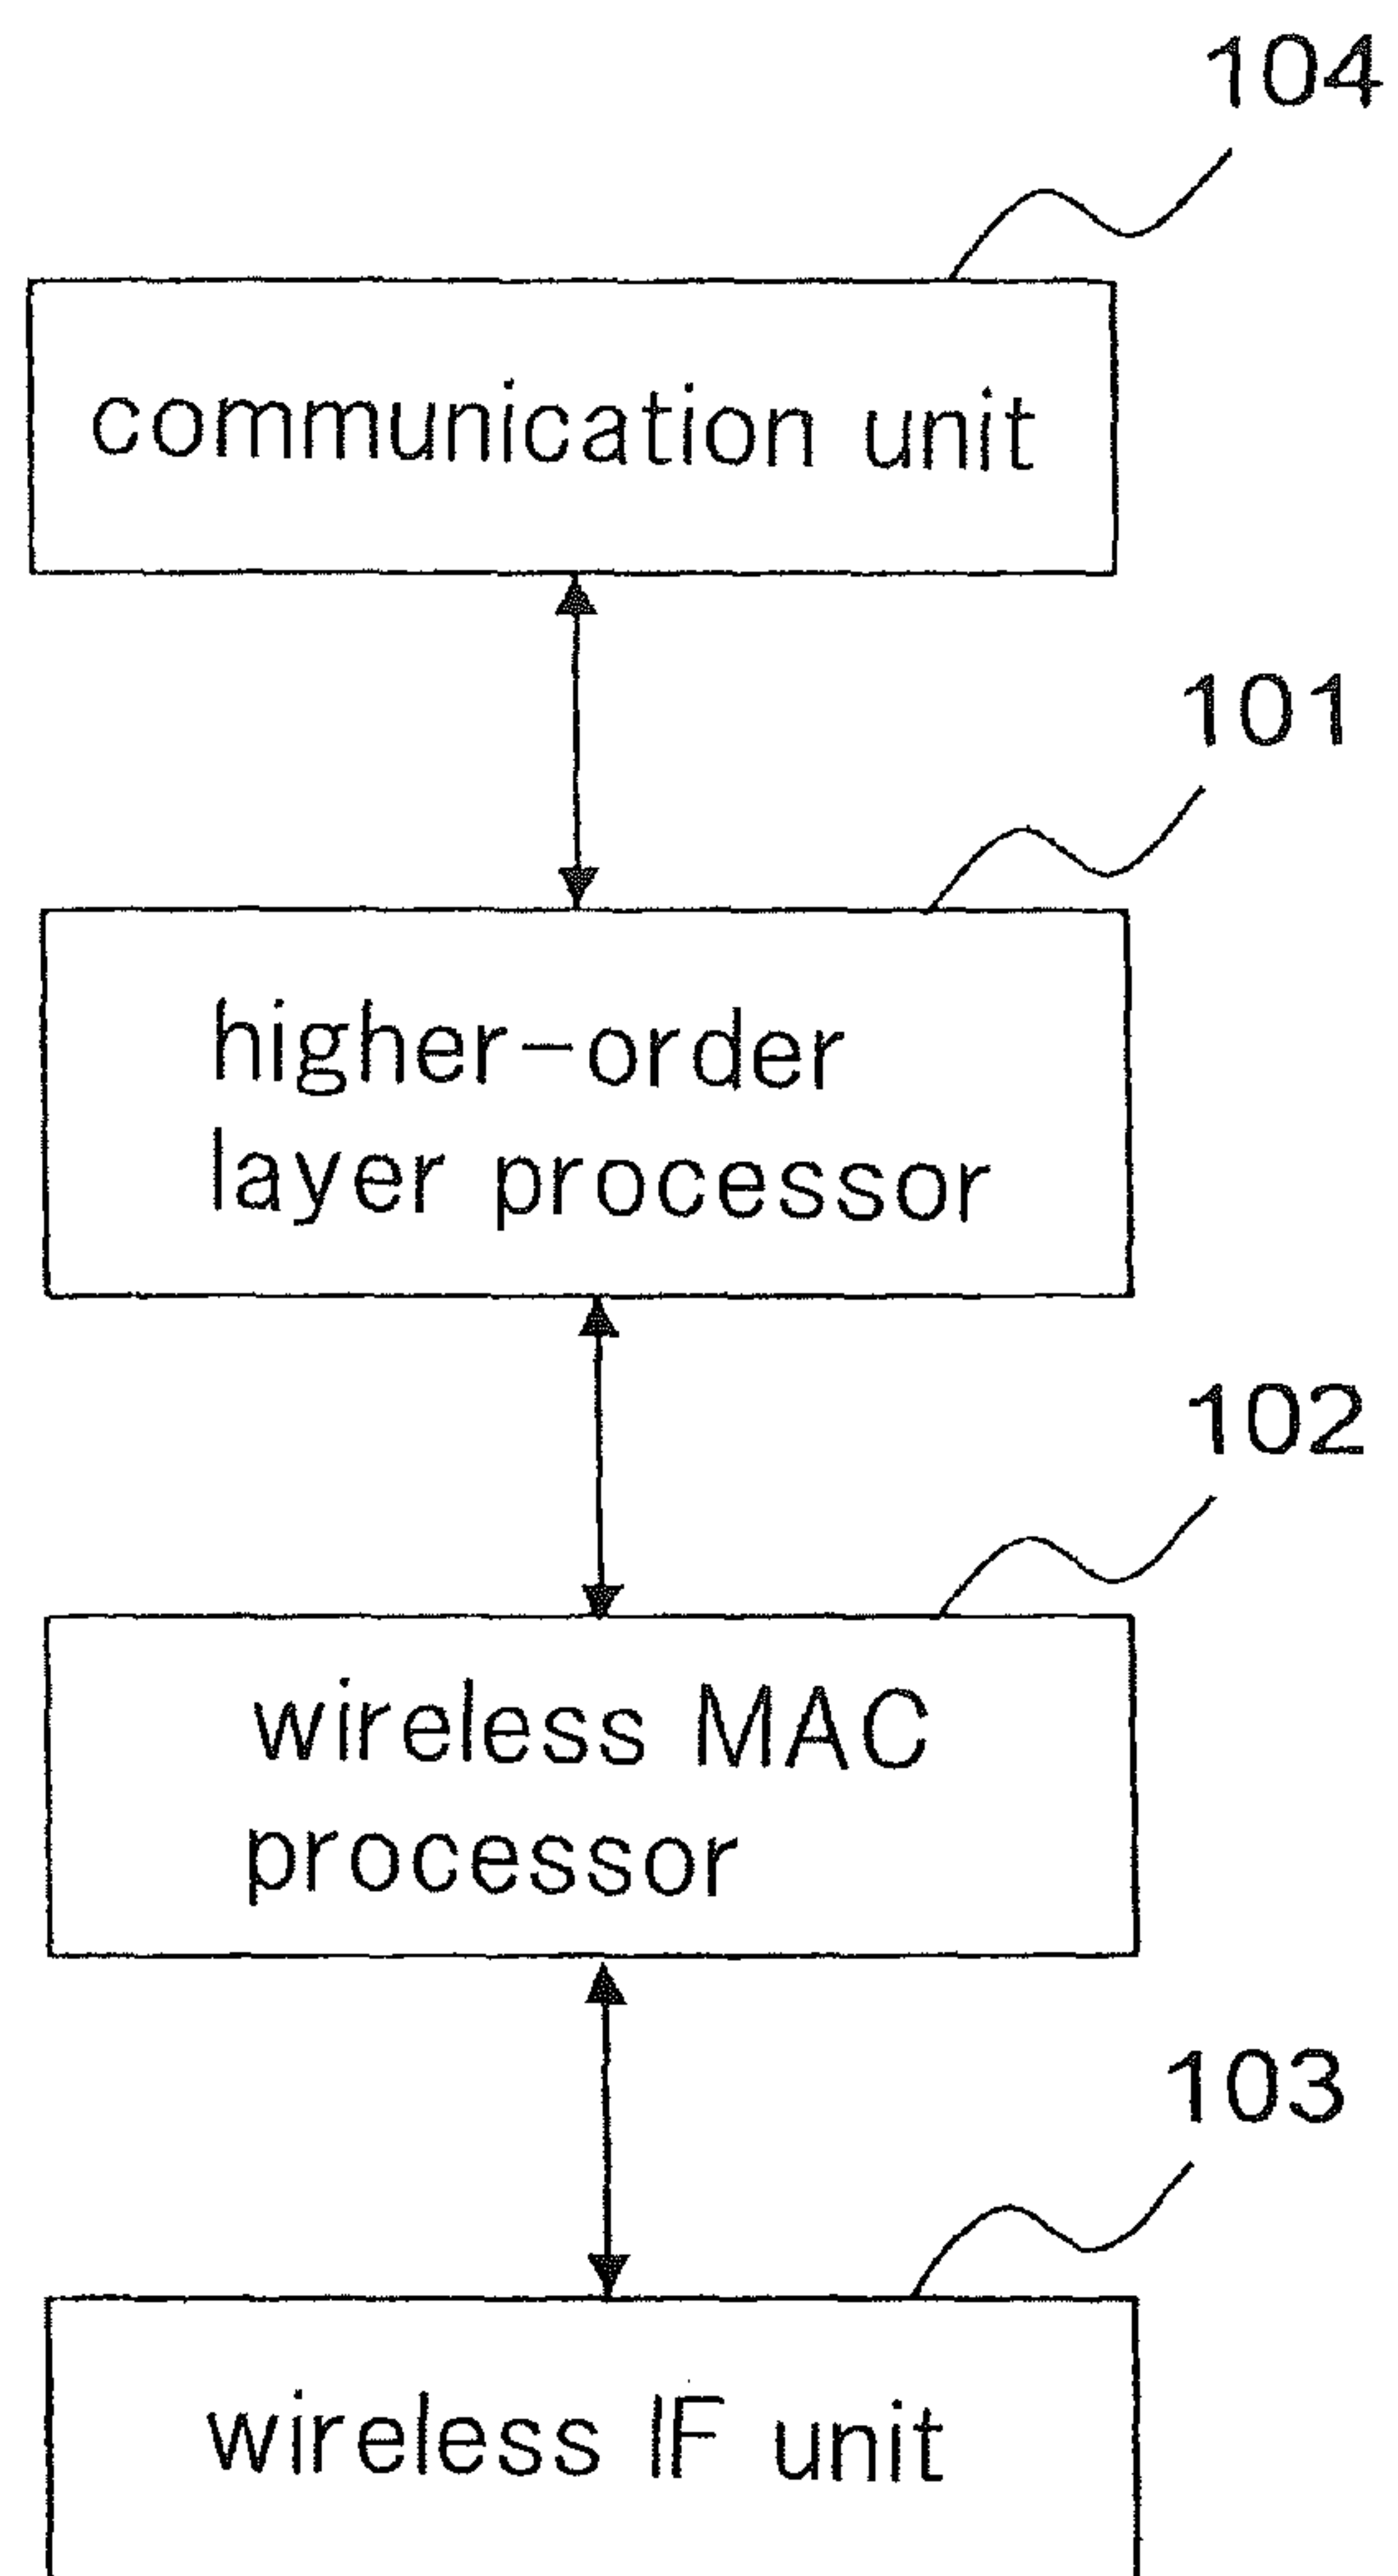 104
communication unit
101
higher-order
layer processor
102
wireless MAC
processor
103
wireless IF unit